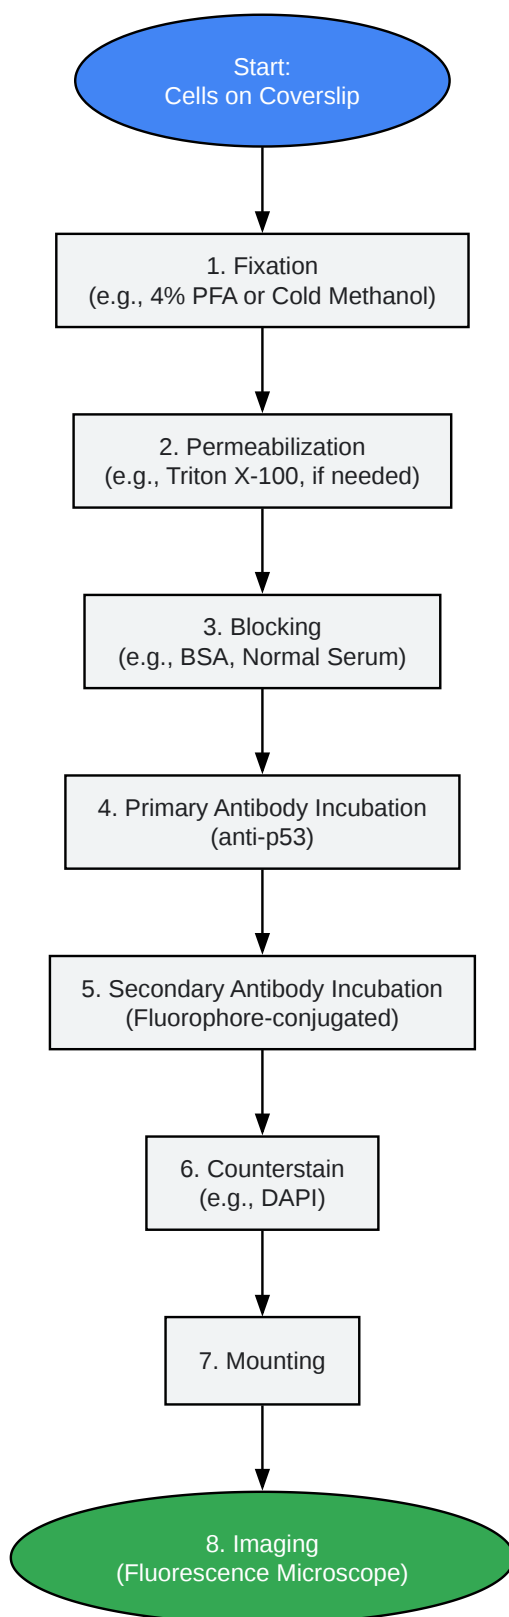 Start:
Cells on Coverslip
1. Fixation
(e.g., 4% PFA or Cold Methanol)
2. Permeabilization
(e.g., Triton X-100, if needed)
3. Blocking
(e.g., BSA, Normal Serum)
4. Primary Antibody Incubation
(anti-p53)
5. Secondary Antibody Incubation
(Fluorophore-conjugated)
6. Counterstain
(e.g., DAPI)
7. Mounting
8. Imaging
(Fluorescence Microscope)